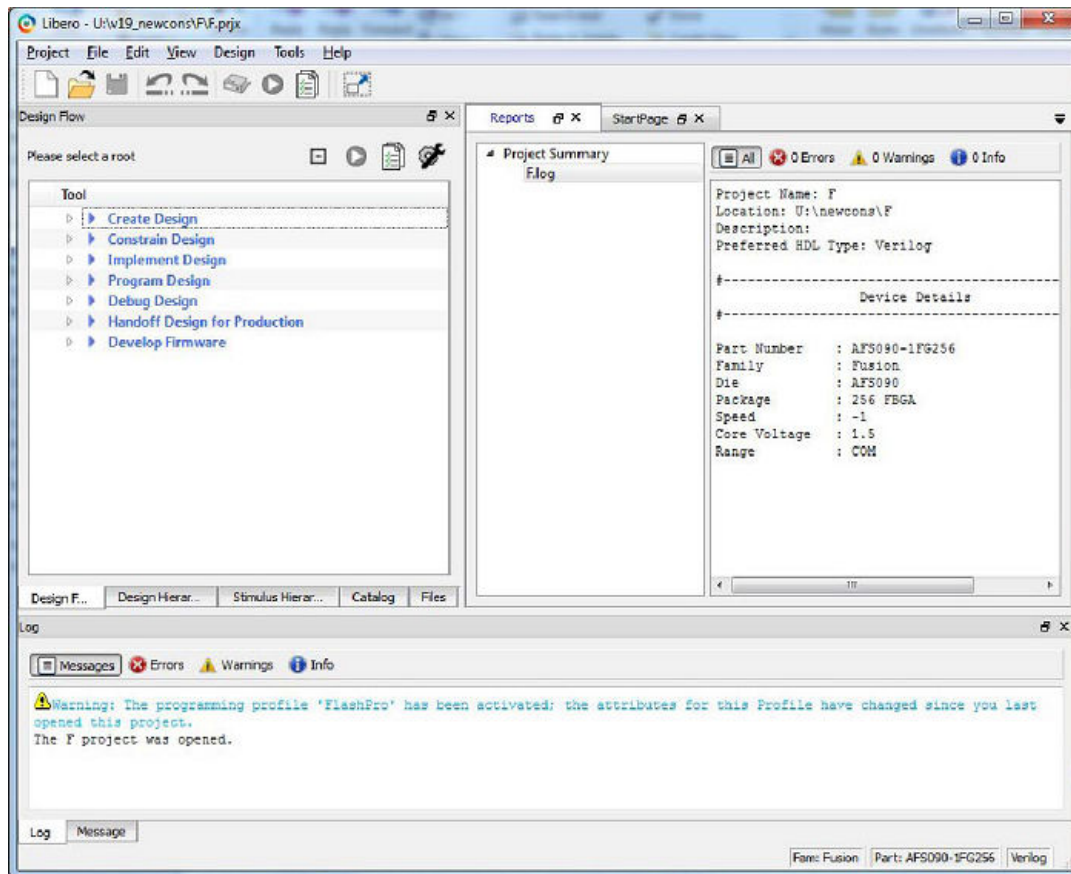 Libero - U:\v19_newcons\F\F.prjx
Project File Edit View Design Tools Help
Design Flow
Please select a root
Tool
Create Design
Constrain Design
Implement Design
Program Design
Debug Design
Handoff Design for Production
Develop Firmware
Design F... Design Hierar... Stimulus Hierar... Catalog Files
Reports StartPage
Project Summary
F.log
All 0 Errors 0 Warnings 0 Info
Project Name: F
Location: U:\newcons\F
Description:
Preferred HDL Type: Verilog
#----------------------------------------
Device Details
#----------------------------------------
Part Number : AFS090-1FG256
Family : Fusion
Die : AFS090
Package : 256 FBGA
Speed : -1
Core Voltage : 1.5
Range : COM
Log
Messages Errors Warnings Info
Warning: The programming profile 'FlashPro' has been activated; the attributes for this Profile have changed since you last
opened this project.
The F project was opened.
Log Message
Fam: Fusion Part: AFS090-1FG256 Verilog